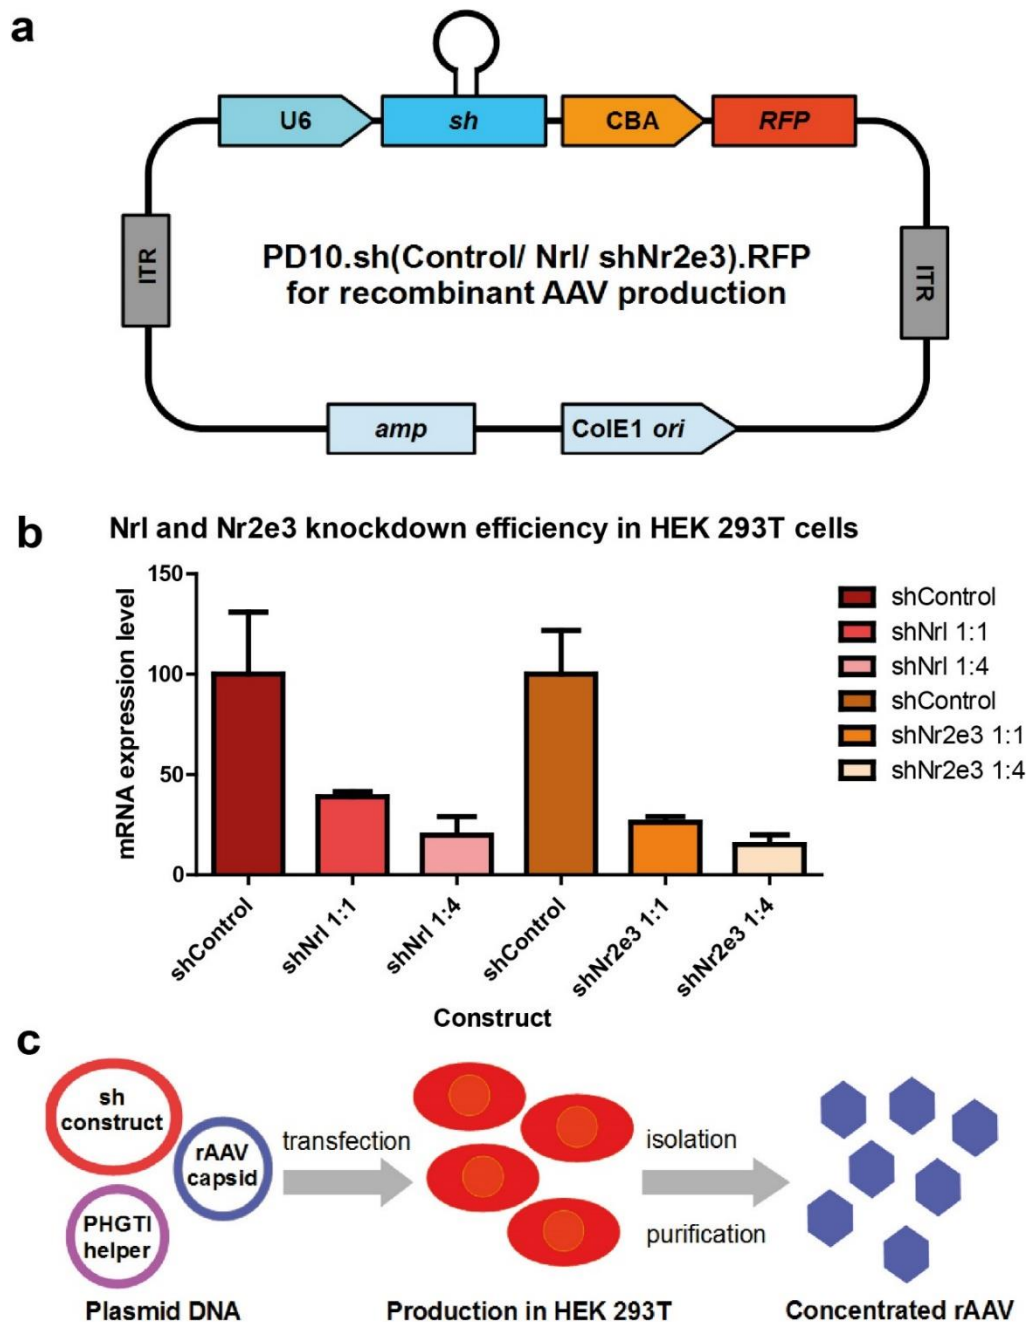 a
U6
sh
CBA
RFP
ITR
ITR
PD10.sh(Control/ Nrl/ shNr2e3).RFP
for recombinant AAV production
amp
ColE1 ori
b
Nrl and Nr2e3 knockdown efficiency in HEK 293T cells
mRNA expression level
150
100
50
0
shControl
shNrl 1:1
shNrl 1:4
shControl
shNr2e3 1:1
shNr2e3 1:4
Construct
shControl
shNrl 1:1
shNrl 1:4
shControl
shNr2e3 1:1
shNr2e3 1:4
c
sh
construct
rAAV
capsid
PHGTI
helper
Plasmid DNA
transfection
Production in HEK 293T
isolation
purification
Concentrated rAAV